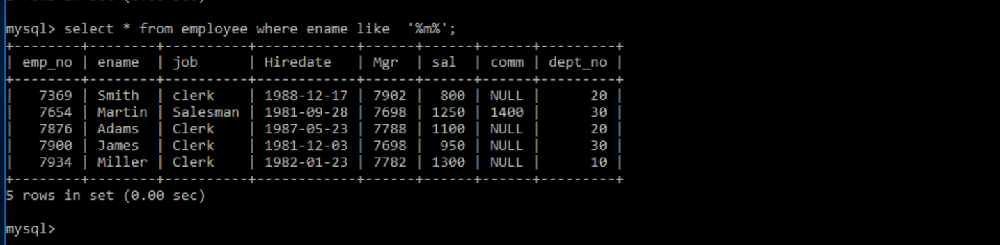 mysql> select * from employee where ename like  '%m%';
+--------+--------+----------+------------+------+------+------+---------+
| emp_no | ename  | job      | Hiredate   | Mgr  | sal  | comm | dept_no |
+--------+--------+----------+------------+------+------+------+---------+
|   7369 | Smith  | clerk    | 1988-12-17 | 7902 |  800 | NULL |      20 |
|   7654 | Martin | Salesman | 1981-09-28 | 7698 | 1250 | 1400 |      30 |
|   7876 | Adams  | Clerk    | 1987-05-23 | 7788 | 1100 | NULL |      20 |
|   7900 | James  | Clerk    | 1981-12-03 | 7698 |  950 | NULL |      30 |
|   7934 | Miller | Clerk    | 1982-01-23 | 7782 | 1300 | NULL |      10 |
+--------+--------+----------+------------+------+------+------+---------+
5 rows in set (0.00 sec)
mysql>